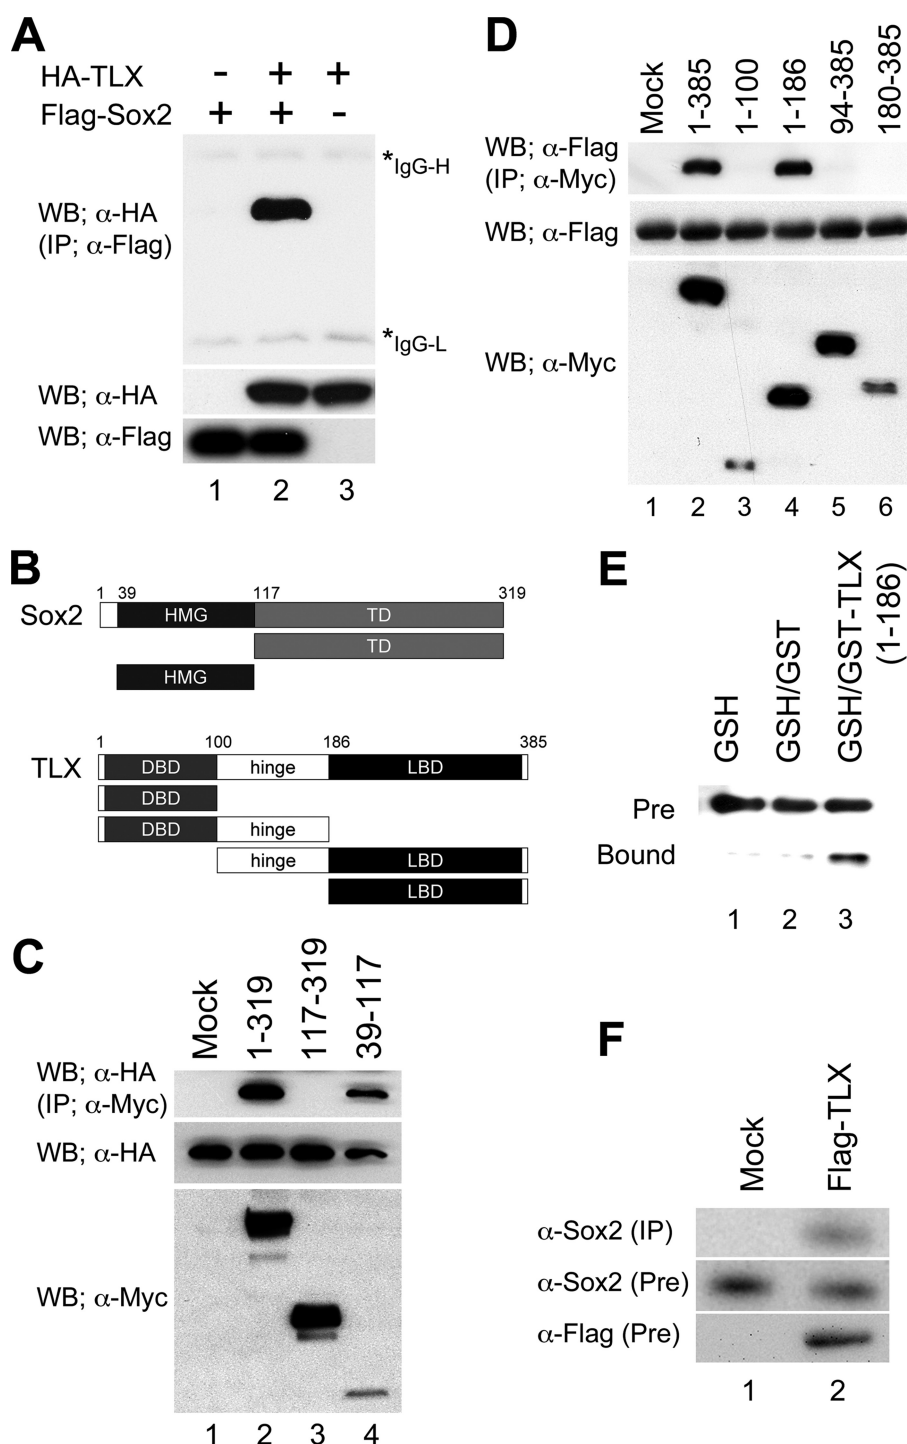 A
HA-TLX - + +
Flag-Sox2 + + -
*IgG-H
WB; α-HA
(IP; α-Flag)
*IgG-L
WB; α-HA
WB; α-Flag
1 2 3
B
1 39 117 319
Sox2 HMG TD
TD
HMG
1 100 186 385
TLX DBD hinge LBD
DBD
DBD hinge
hinge LBD
LBD
C
Mock 1-319 117-319 39-117
WB; α-HA
(IP; α-Myc)
WB; α-HA
WB; α-Myc
1 2 3 4
D
Mock 1-385 1-100 1-186 94-385 180-385
WB; α-Flag
(IP; α-Myc)
WB; α-Flag
WB; α-Myc
1 2 3 4 5 6
E
GSH GSH/GST GSH/GST-TLX
(1-186)
Pre
Bound
1 2 3
F
Mock Flag-TLX
α-Sox2 (IP)
α-Sox2 (Pre)
α-Flag (Pre)
1 2